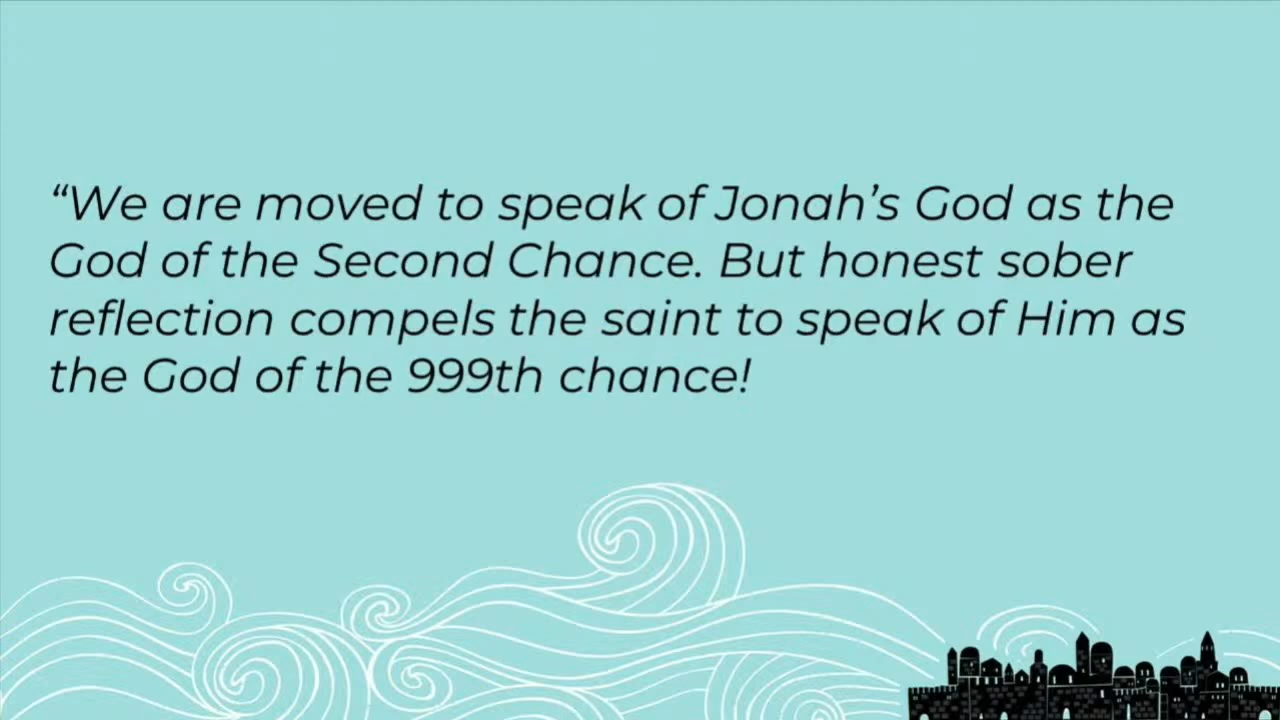 “We are moved to speak of Jonah’s God as the
God of the Second Chance. But honest sober
reflection compels the saint to speak of Him as
the God of the 999th chance!